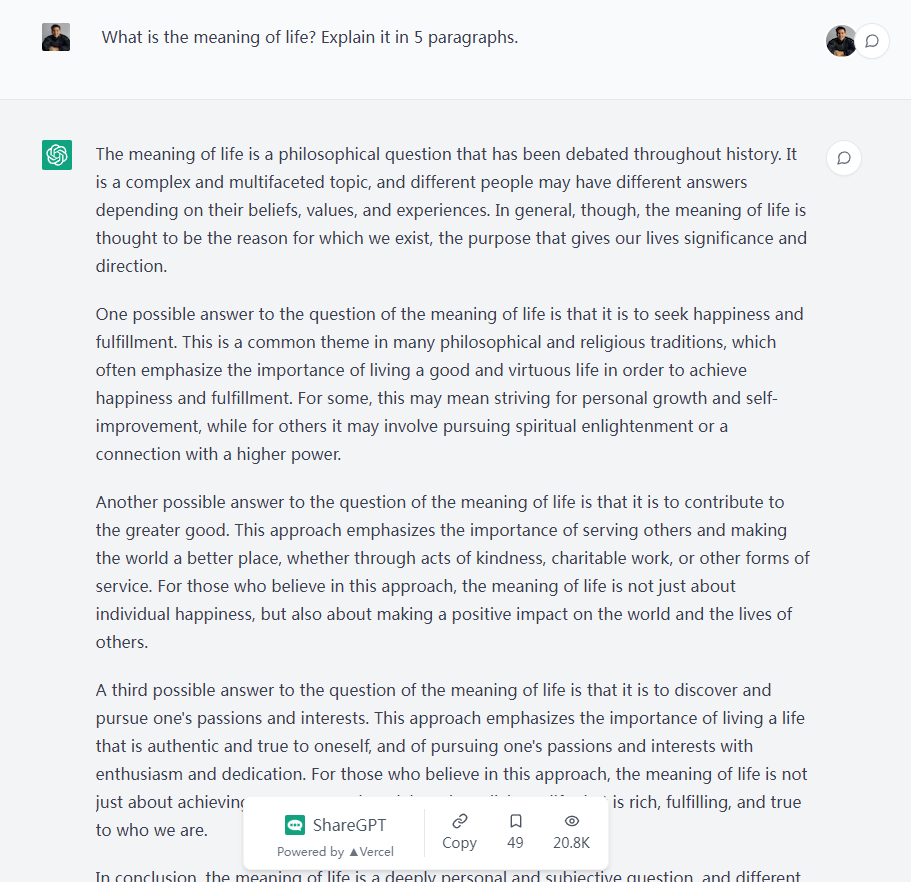 What is the meaning of life? Explain it in 5 paragraphs.
The meaning of life is a philosophical question that has been debated throughout history. It
is a complex and multifaceted topic, and different people may have different answers
depending on their beliefs, values, and experiences. In general, though, the meaning of life is
thought to be the reason for which we exist, the purpose that gives our lives significance and
direction.
One possible answer to the question of the meaning of life is that it is to seek happiness and
fulfillment. This is a common theme in many philosophical and religious traditions, which
often emphasize the importance of living a good and virtuous life in order to achieve
happiness and fulfillment. For some, this may mean striving for personal growth and self-
improvement, while for others it may involve pursuing spiritual enlightenment or a
connection with a higher power.
Another possible answer to the question of the meaning of life is that it is to contribute to
the greater good. This approach emphasizes the importance of serving others and making
the world a better place, whether through acts of kindness, charitable work, or other forms of
service. For those who believe in this approach, the meaning of life is not just about
individual happiness, but also about making a positive impact on the world and the lives of
others.
A third possible answer to the question of the meaning of life is that it is to discover and
pursue one's passions and interests. This approach emphasizes the importance of living a life
that is authentic and true to oneself, and of pursuing one's passions and interests with
enthusiasm and dedication. For those who believe in this approach, the meaning of life is not
just about achieving is rich, fulfilling, and true
to who we are.
ShareGPT
Powered by ▲Vercel
Copy
49
20.8K
In conclusion, the meaning of life is a deeply personal and subjective question, and different